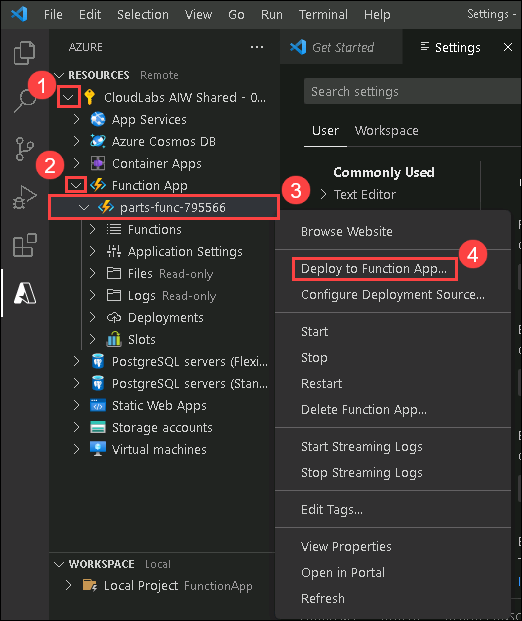 File Edit Selection View Go Run Terminal Help Settings -
AZURE ...
Get Started
Settings
RESOURCES Remote
1
CloudLabs AIW Shared - 0...
App Services
Azure Cosmos DB
Container Apps
2
Function App
3
parts-func-795566
Functions
Application Settings
Files Read-only
Logs Read-only
Deployments
Slots
PostgreSQL servers (Flexi...
PostgreSQL servers (Stan...
Static Web Apps
Storage accounts
Virtual machines
WORKSPACE Local
Local Project FunctionApp
Search settings
User Workspace
Commonly Used
Text Editor
Browse Website
4
Deploy to Function App...
Configure Deployment Source...
Start
Stop
Restart
Delete Function App...
Start Streaming Logs
Stop Streaming Logs
Edit Tags...
View Properties
Open in Portal
Refresh